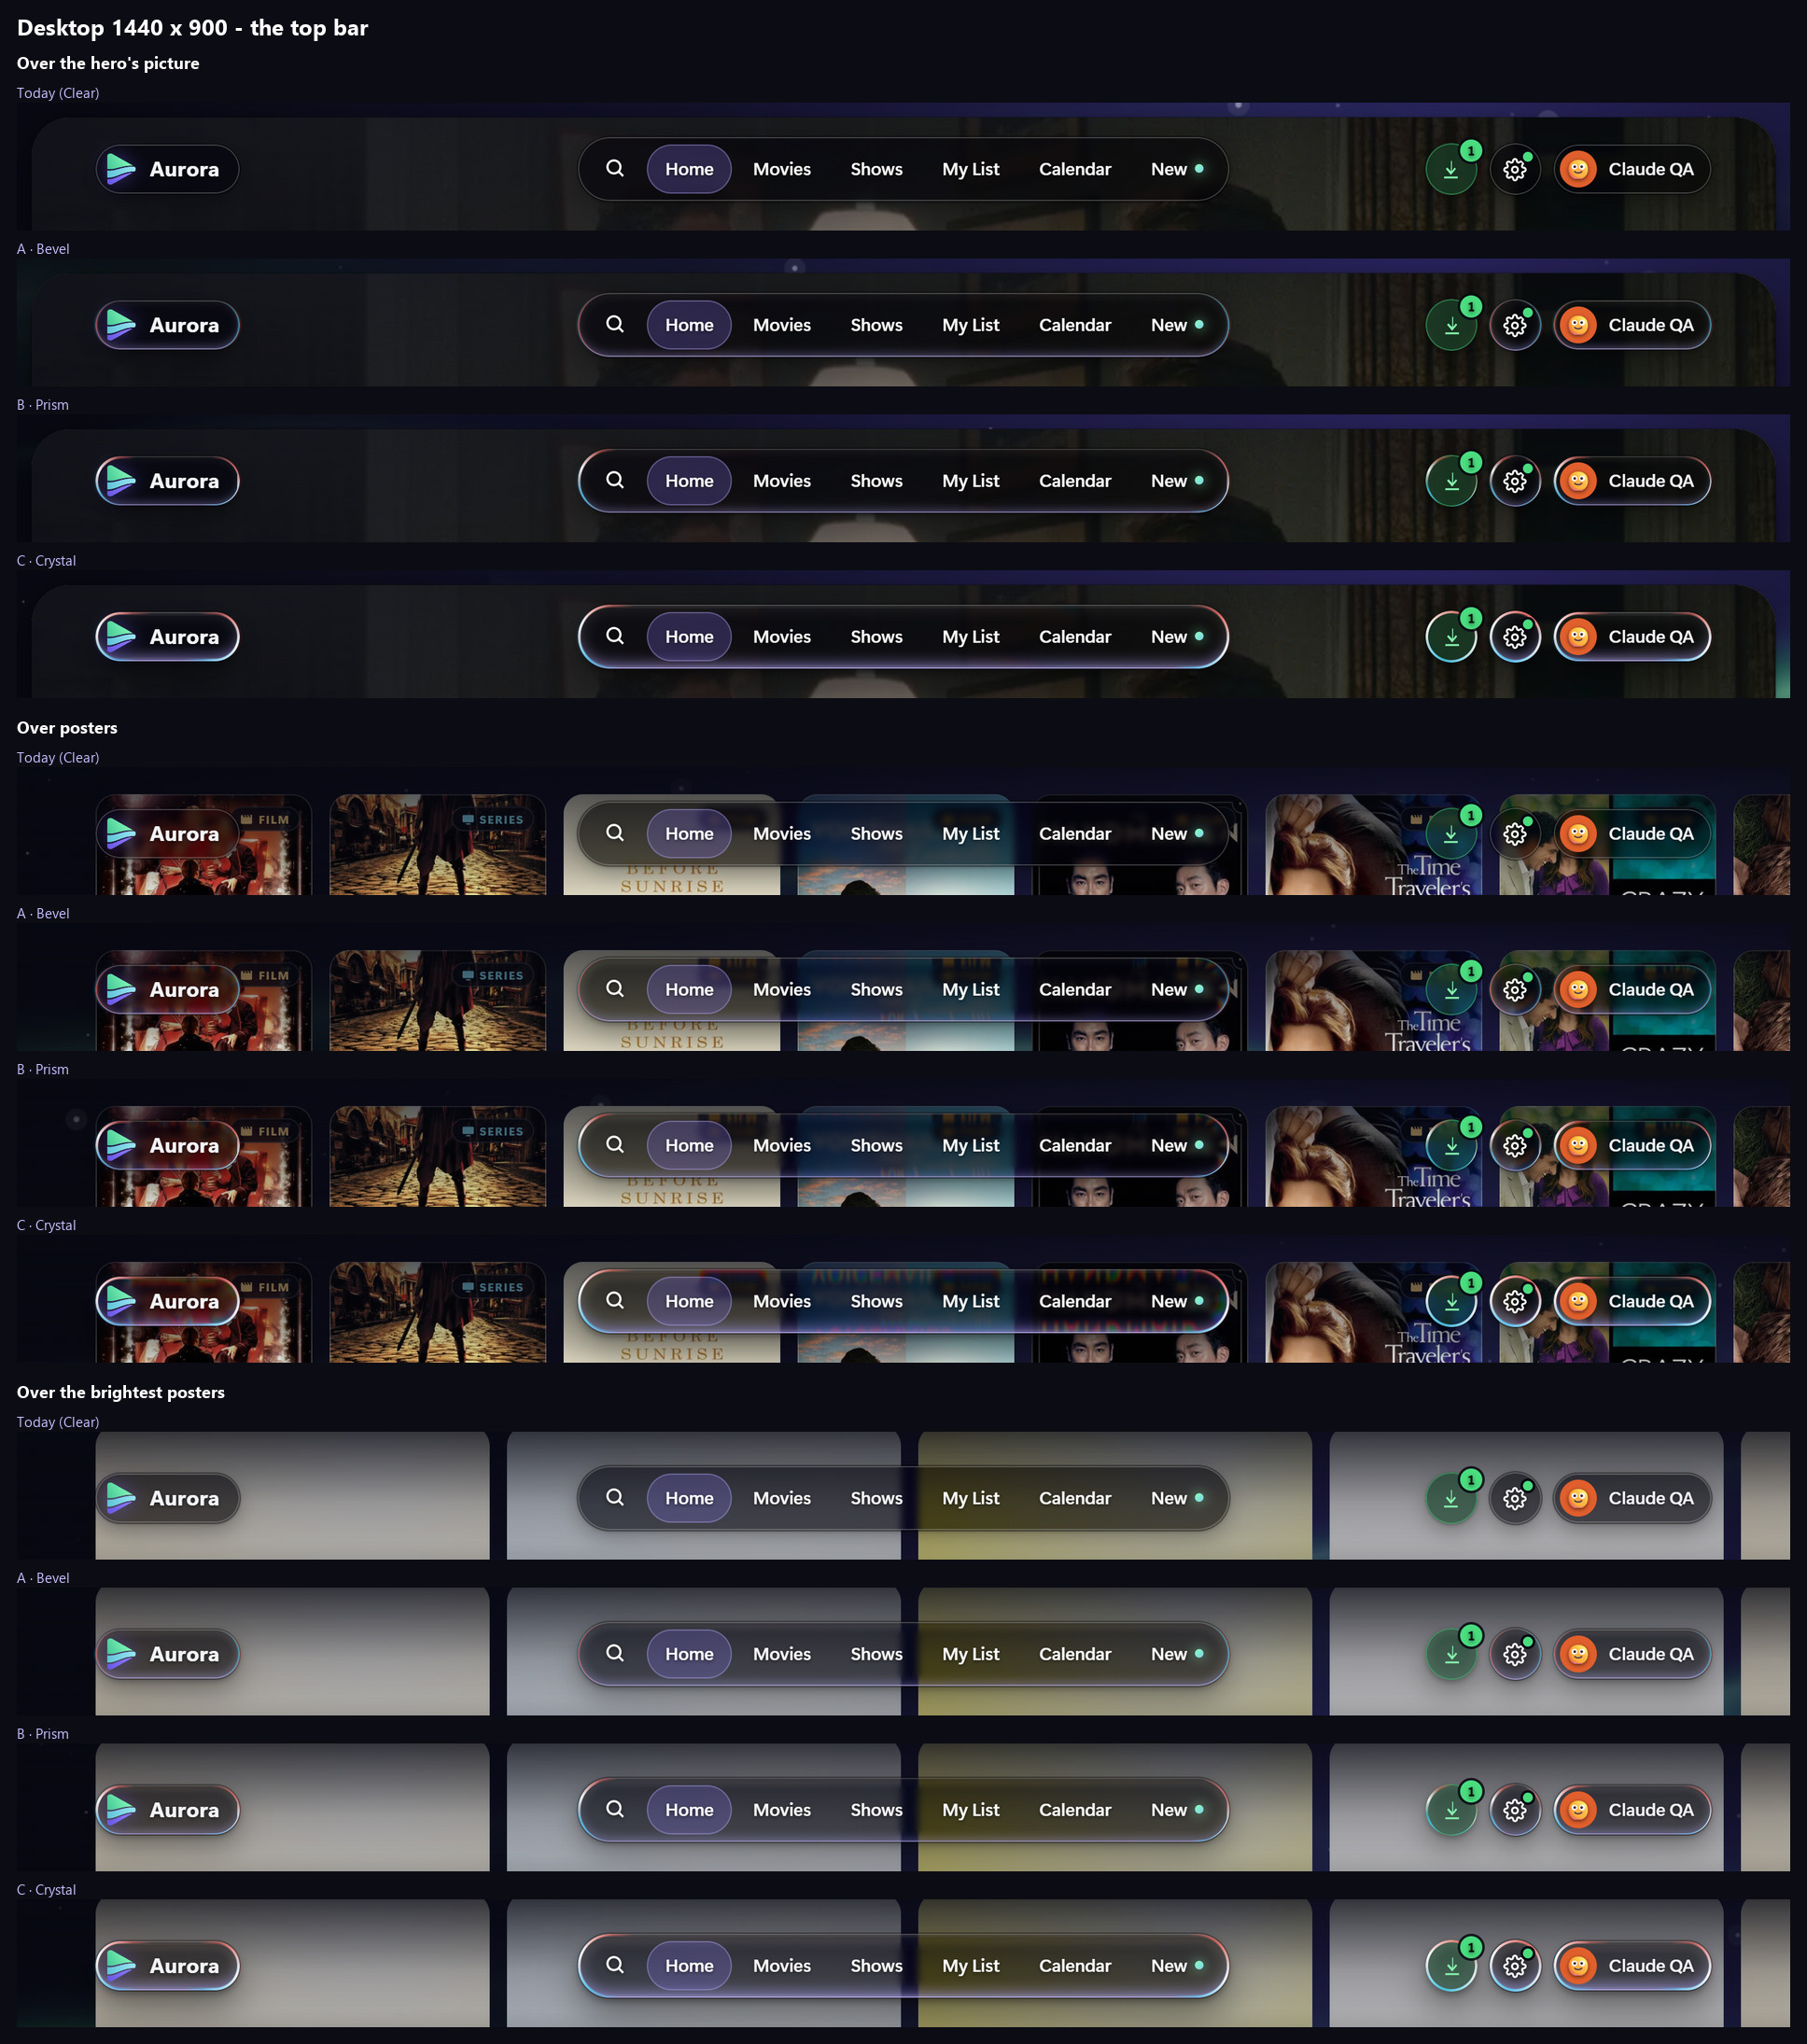 Desktop 1440 x 900 - the top bar
Over the hero's picture
Today (Clear)
Aurora Home Movies Shows My List Calendar New 1 Claude QA
A · Bevel
Aurora Home Movies Shows My List Calendar New 1 Claude QA
B · Prism
Aurora Home Movies Shows My List Calendar New 1 Claude QA
C · Crystal
Aurora Home Movies Shows My List Calendar New 1 Claude QA
Over posters
Today (Clear)
Aurora FILM SERIES Home Movies Shows My List Calendar New 1 Claude QA
BEFORE
SUNRISE
The Time
Traveler's
A · Bevel
Aurora FILM SERIES Home Movies Shows My List Calendar New 1 Claude QA
BEFORE
SUNRISE
The Time
Traveler's
B · Prism
Aurora FILM SERIES Home Movies Shows My List Calendar New 1 Claude QA
BEFORE
SUNRISE
The Time
Traveler's
C · Crystal
Aurora FILM SERIES Home Movies Shows My List Calendar New 1 Claude QA
BEFORE
SUNRISE
The Time
Traveler's
Over the brightest posters
Today (Clear)
Aurora Home Movies Shows My List Calendar New 1 Claude QA
A · Bevel
Aurora Home Movies Shows My List Calendar New 1 Claude QA
B · Prism
Aurora Home Movies Shows My List Calendar New 1 Claude QA
C · Crystal
Aurora Home Movies Shows My List Calendar New 1 Claude QA